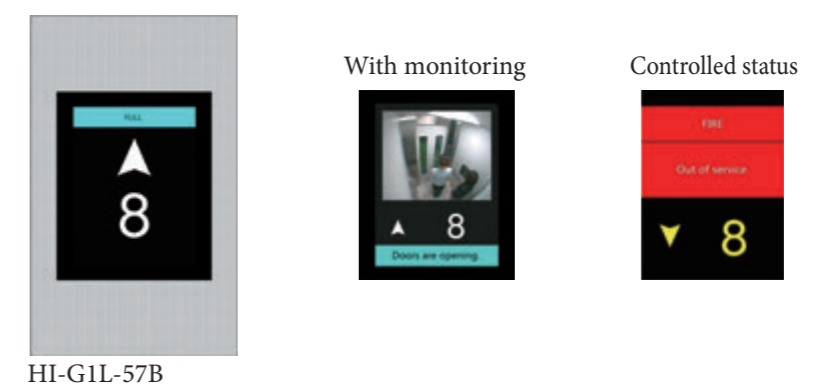 FULL
8
HI-G1L-57B
With monitoring
8
Doors are opening.
Controlled status
FIRE
Out of service
8